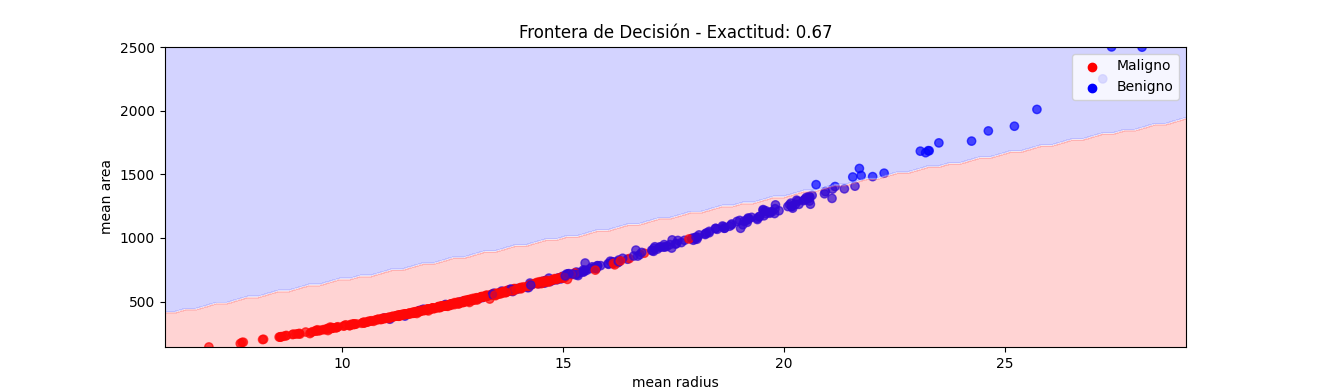 Frontera de Decisión - Exactitud: 0.67
2500
2000
1500
1000
500
mean area
Maligno
Benigno
10
15
20
25
mean radius